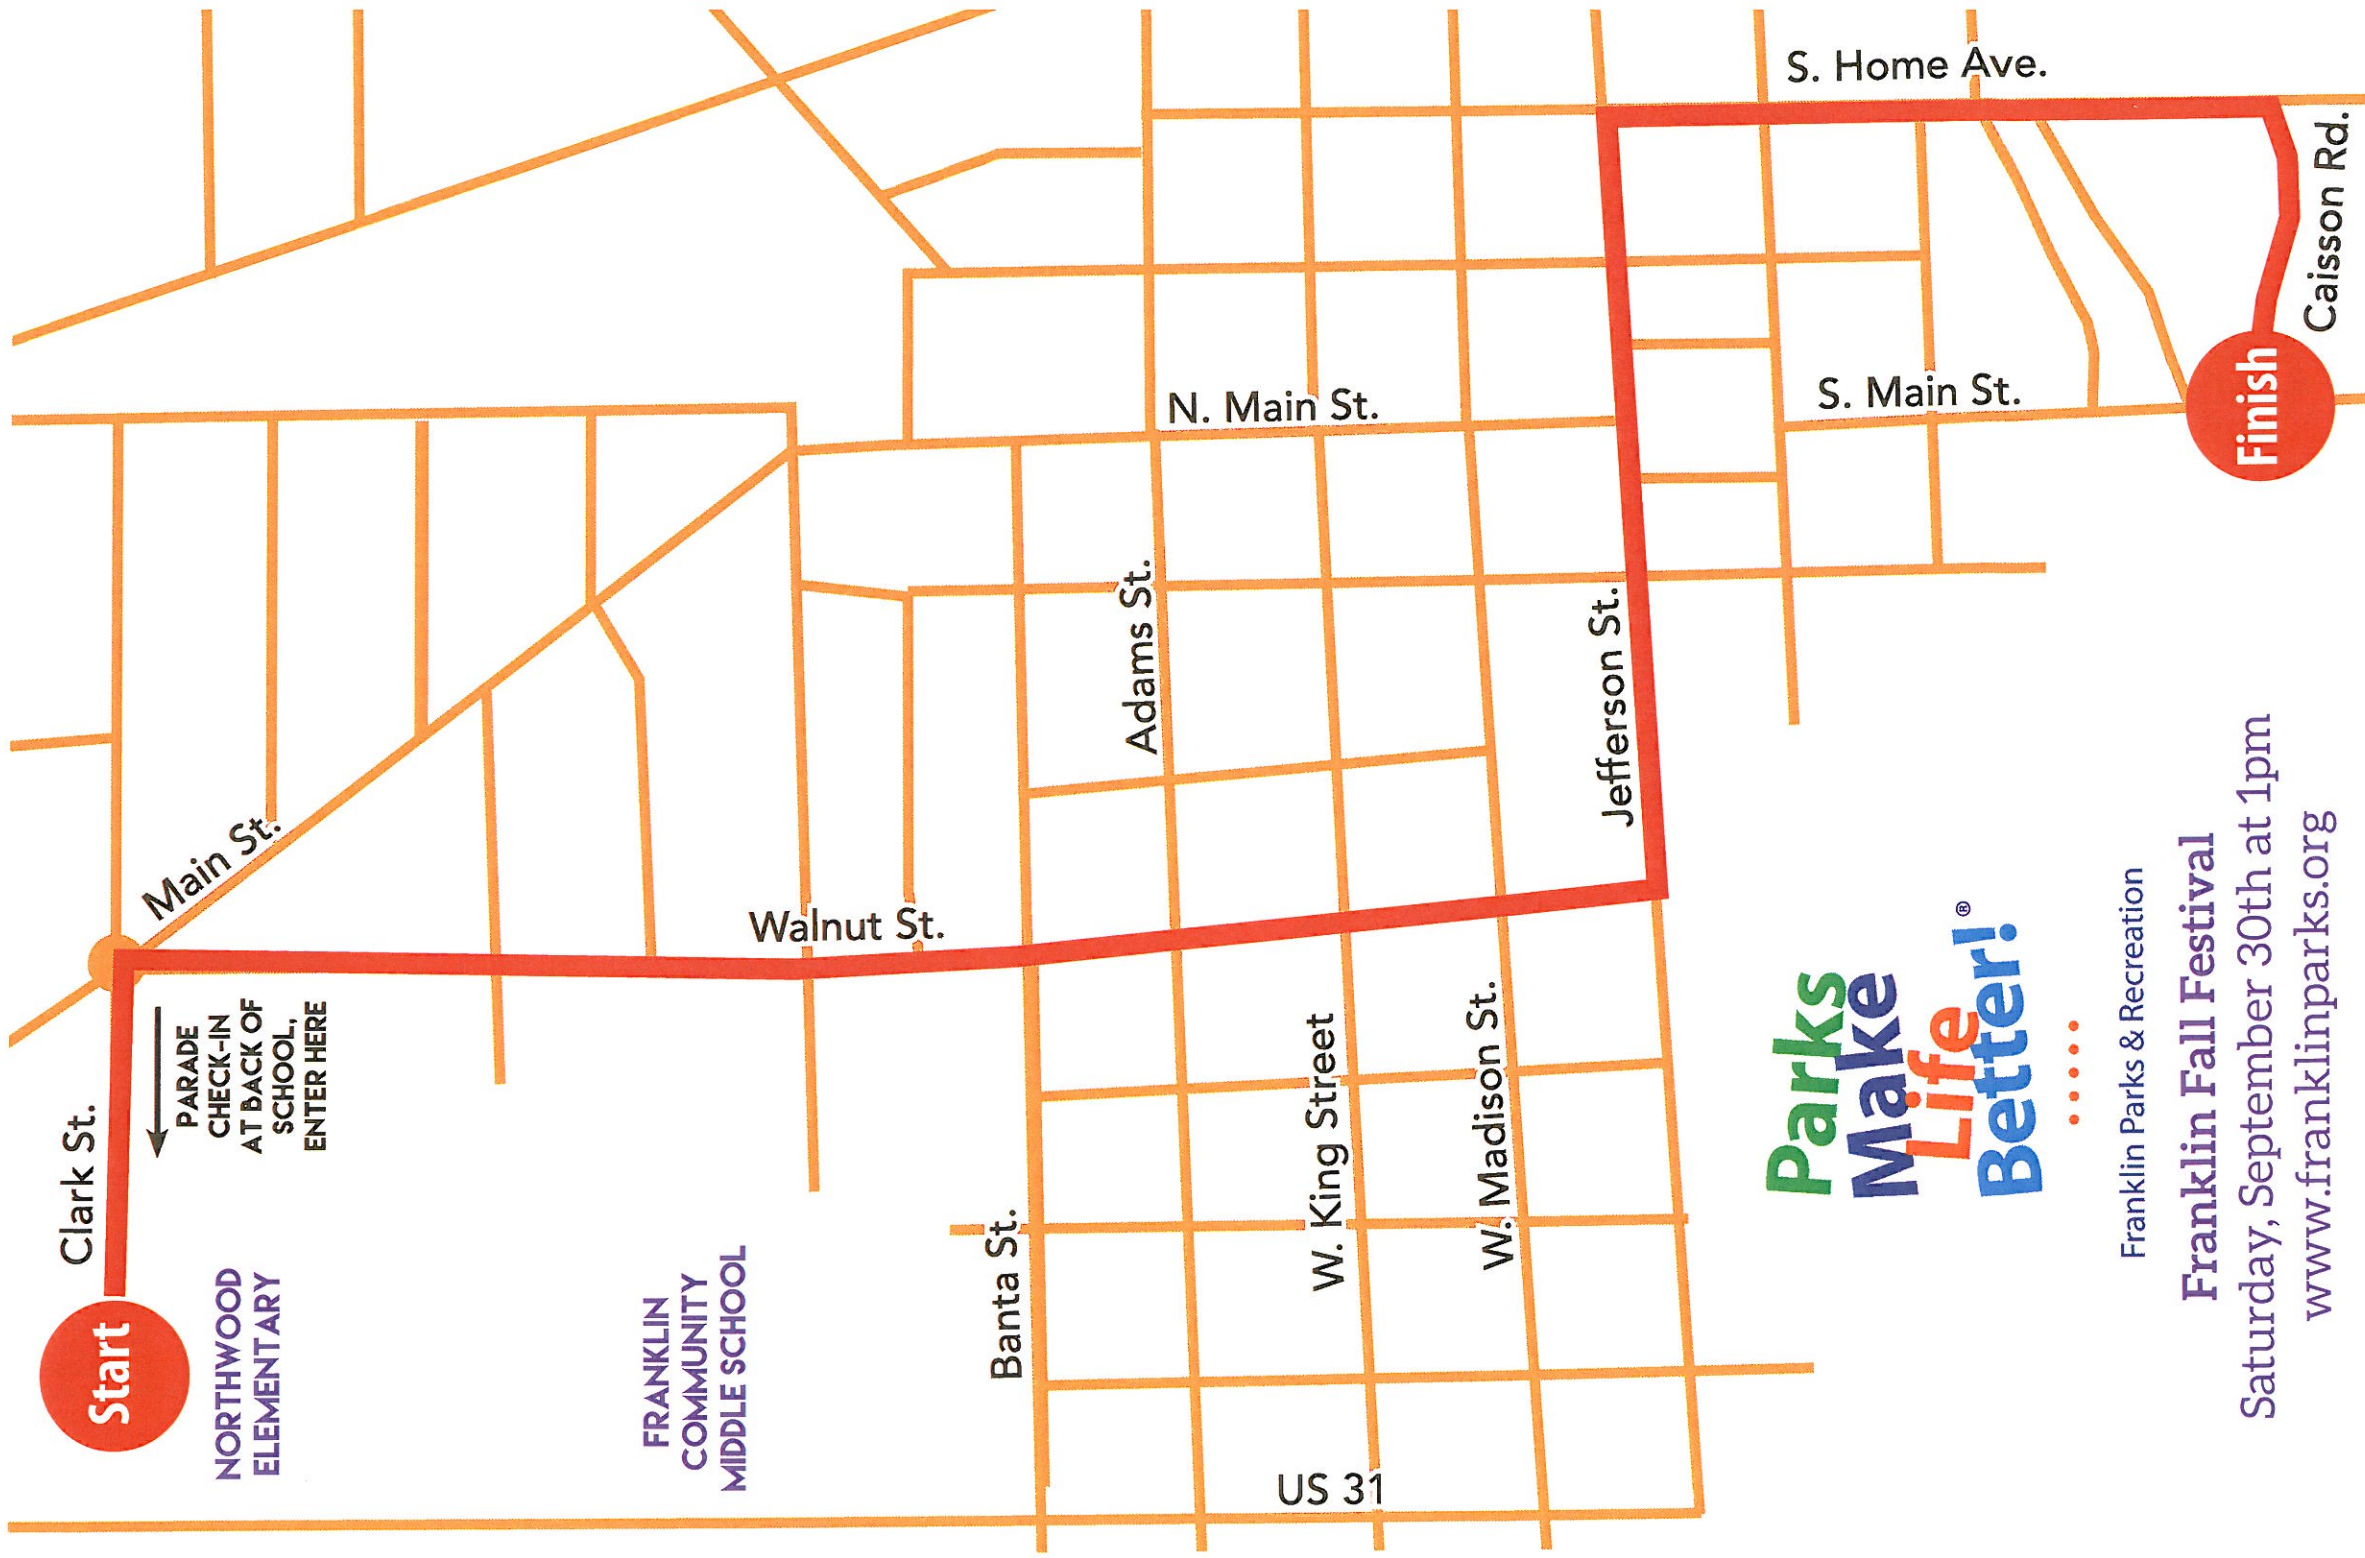 S. Home Ave.
Caisson Rd.
N. Main St.
S. Main St.
Finish
Adams St.
Jefferson St.
Main St.
Walnut St.
Clark St.
PARADE
CHECK-IN
AT BACK OF
SCHOOL,
ENTER HERE
Start
NORTHWOOD
ELEMENTARY
FRANKLIN
COMMUNITY
MIDDLE SCHOOL
Banta St.
W. King Street
W. Madison St.
US 31
Parks
Make
Life
Better!®
Franklin Parks & Recreation
Franklin Fall Festival
Saturday, September 30th at 1pm
www.franklinparks.org